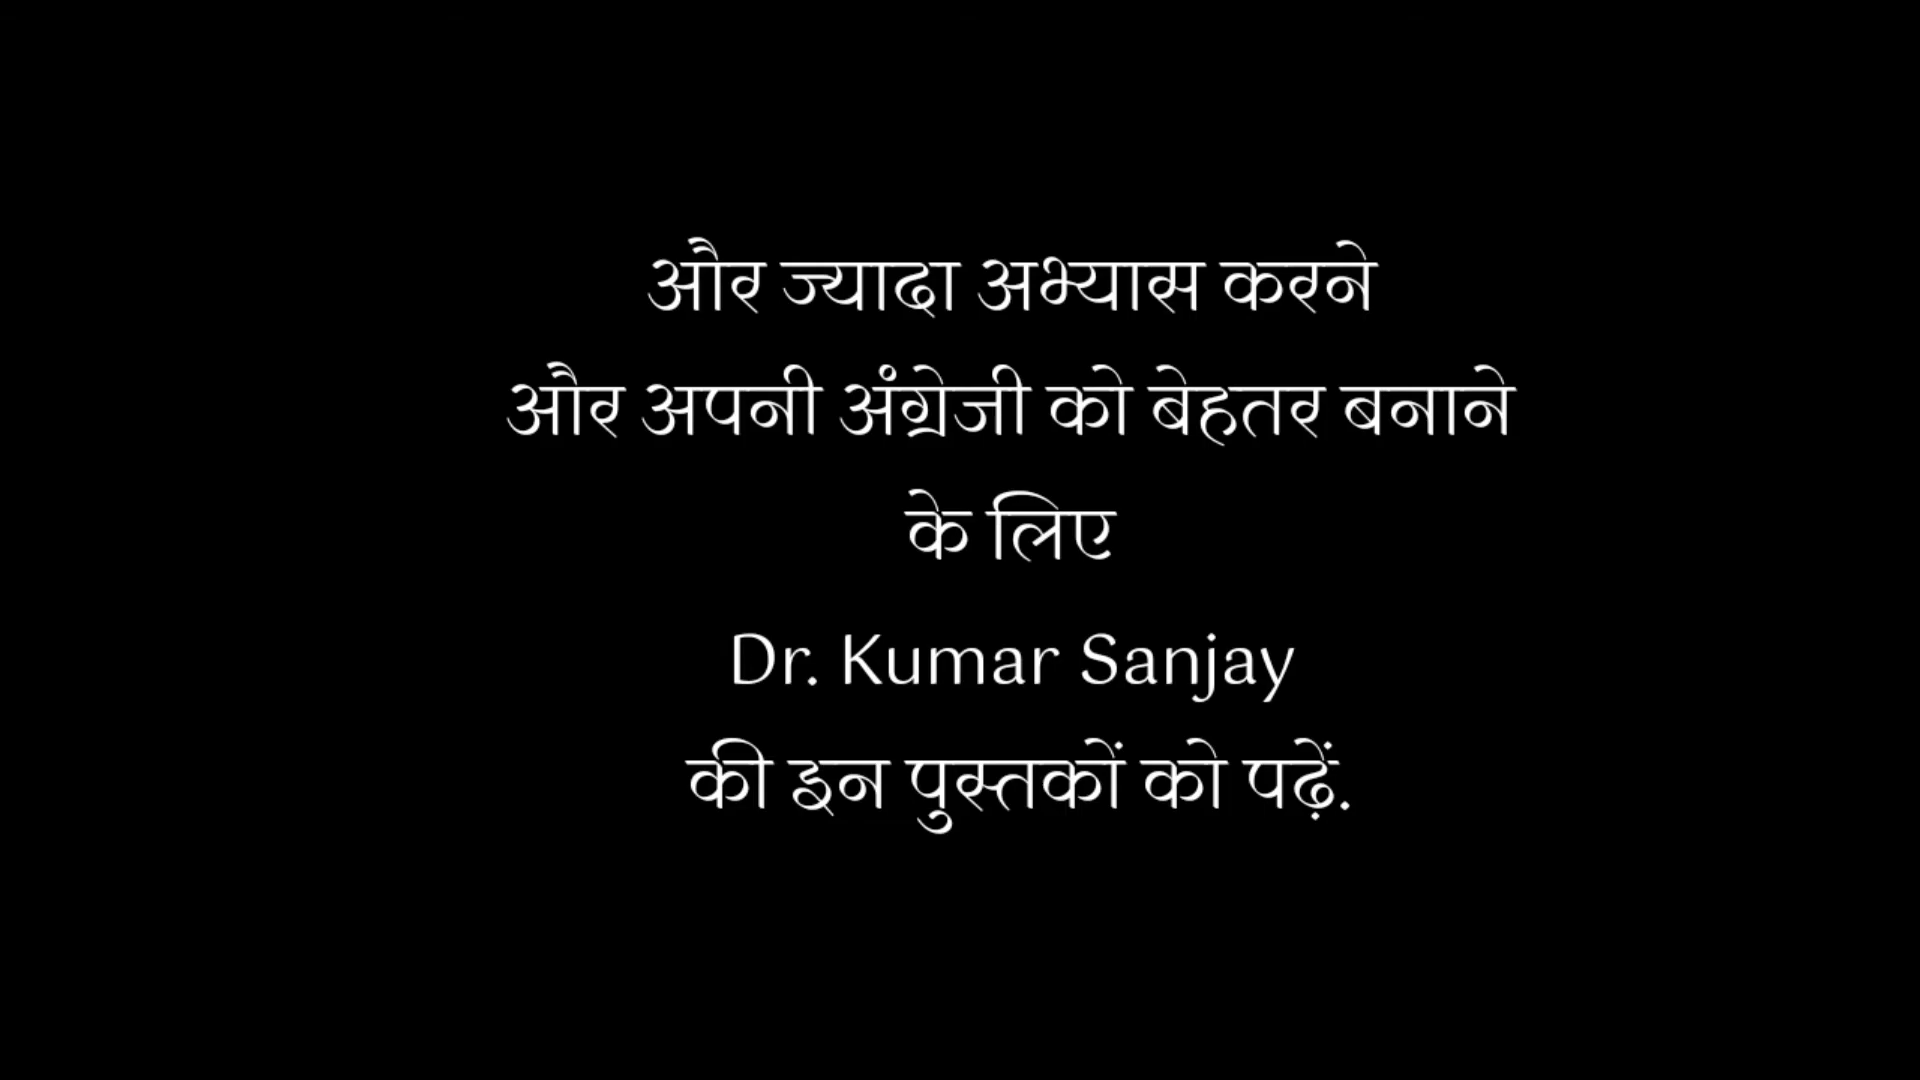 और ज्यादा अभ्यास करने
और अपनी अंग्रेजी को बेहतर बनाने
के लिए
Dr. Kumar Sanjay
की इन पुस्तकों को पढ़ें.